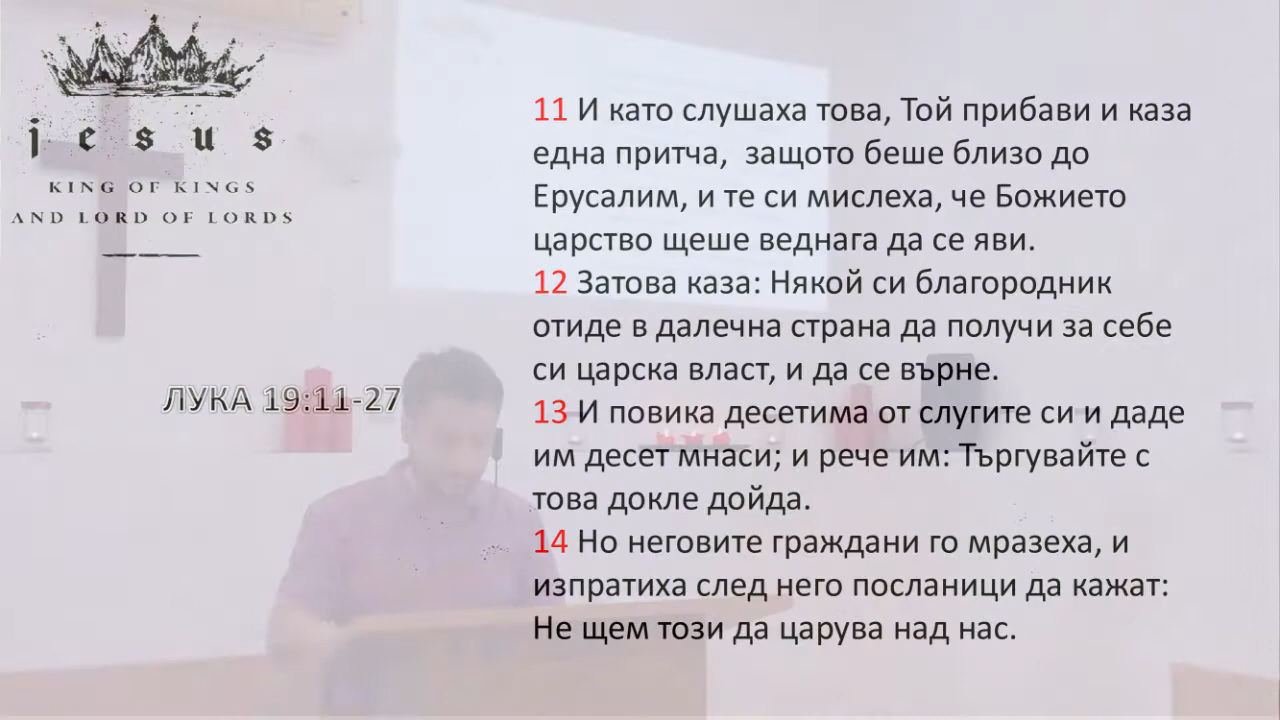 jesus
KING OF KINGS
AND LORD OF LORDS
ЛУКА 19:11-27
11 И като слушаха това, Той прибави и каза
една притча,  защото беше близо до
Ерусалим, и те си мислеха, че Божието
царство щеше веднага да се яви.
12 Затова каза: Някой си благородник
отиде в далечна страна да получи за себе
си царска власт, и да се върне.
13 И повика десетима от слугите си и даде
им десет мнаси; и рече им: Търгувайте с
това докле дойда.
14 Но неговите граждани го мразеха, и
изпратиха след него посланици да кажат:
Не щем този да царува над нас.